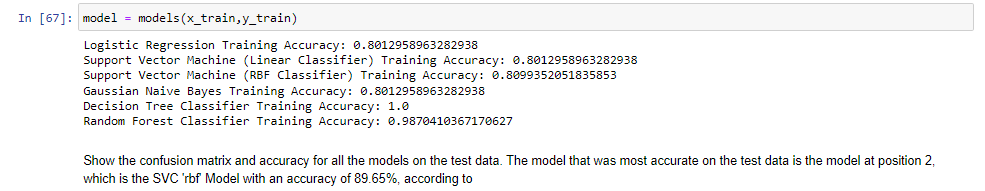 In [67]: model = models(x_train,y_train)
Logistic Regression Training Accuracy: 0.8012958963282938
Support Vector Machine (Linear Classifier) Training Accuracy: 0.8012958963282938
Support Vector Machine (RBF Classifier) Training Accuracy: 0.8099352051835853
Gaussian Naive Bayes Training Accuracy: 0.8012958963282938
Decision Tree Classifier Training Accuracy: 1.0
Random Forest Classifier Training Accuracy: 0.9870410367170627
Show the confusion matrix and accuracy for all the models on the test data. The model that was most accurate on the test data is the model at position 2,
which is the SVC 'rbf' Model with an accuracy of 89.65%, according to